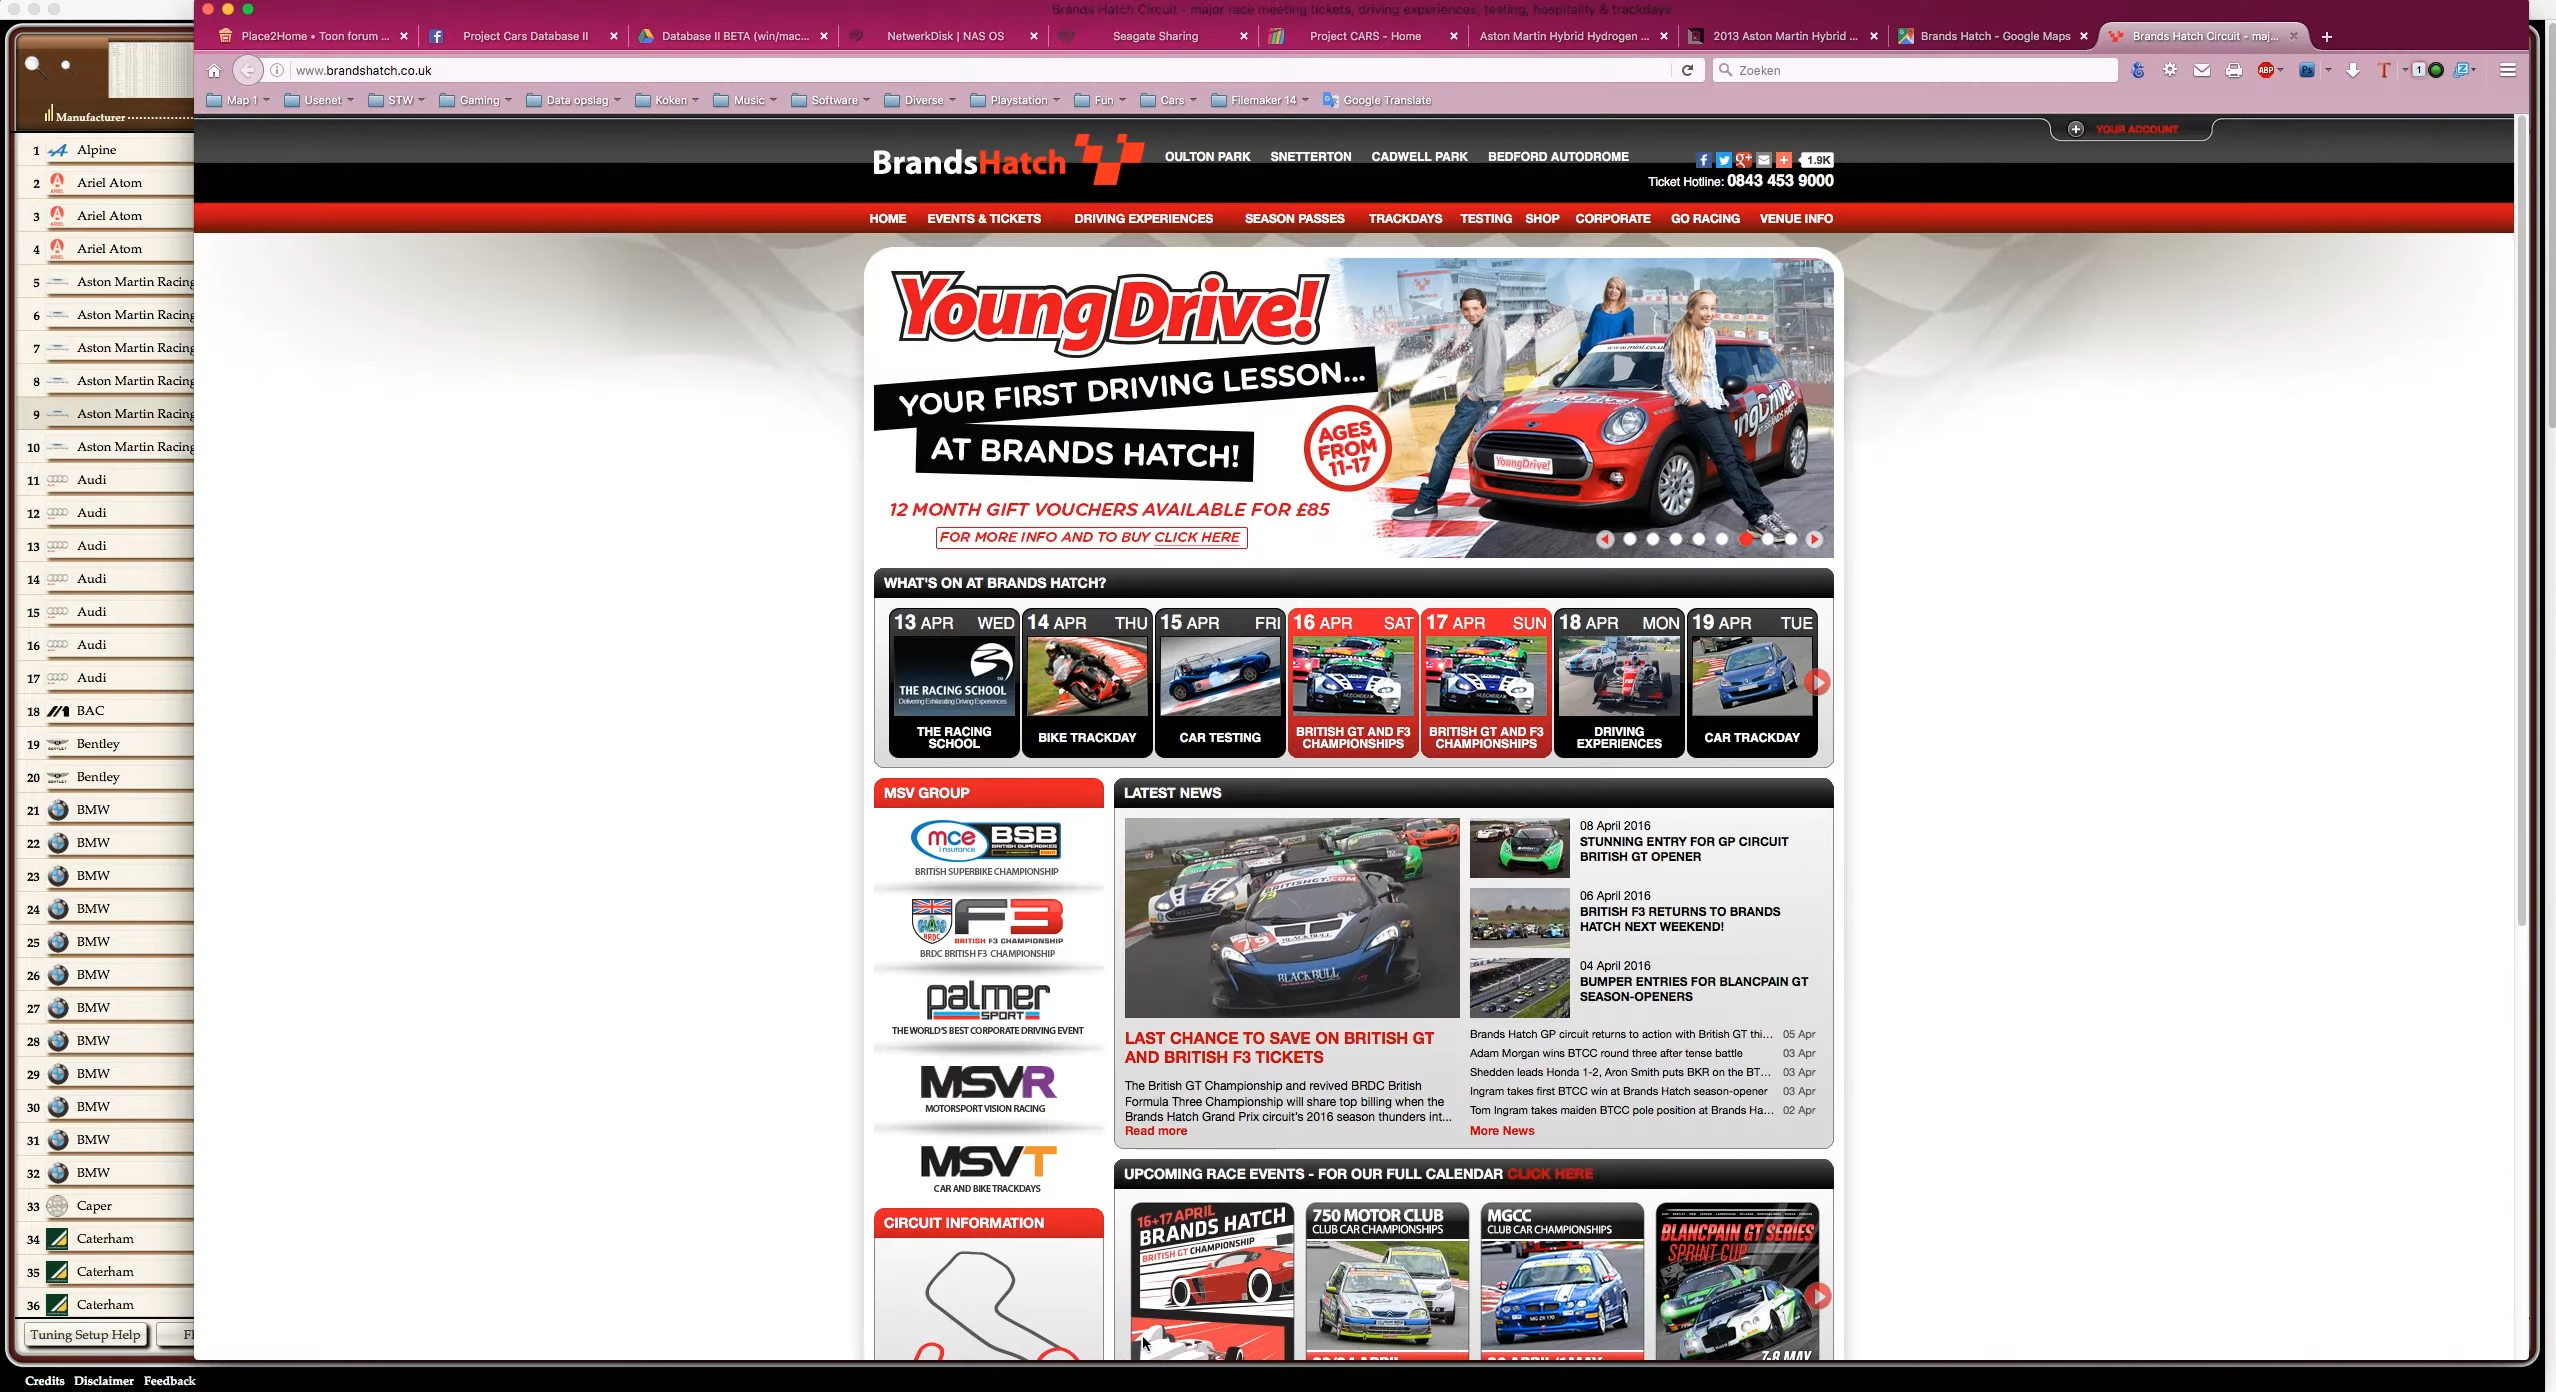 Brands Hatch Circuit - major race meeting tickets, driving experiences, testing, hospitality & trackdays
Place2Home • Toon forum ...
Project Cars Database II
Database II BETA (win/mac...
NetwerkDisk | NAS OS
Seagate Sharing
Project CARS - Home
Aston Martin Hybrid Hydrogen ...
2013 Aston Martin Hybrid ...
Brands Hatch - Google Maps
Brands Hatch Circuit - maj...
www.brandshatch.co.uk
Zoeken
ABP
1
Map 1
Usenet
STW
Gaming
Data opslag
Koken
Music
Software
Diverse
Playstation
Fun
Cars
Filemaker 14
Google Translate
Manufacturer
1 Alpine
2 Ariel Atom
3 Ariel Atom
4 Ariel Atom
5 Aston Martin Racing
6 Aston Martin Racing
7 Aston Martin Racing
8 Aston Martin Racing
9 Aston Martin Racing
10 Aston Martin Racing
11 Audi
12 Audi
13 Audi
14 Audi
15 Audi
16 Audi
17 Audi
18 BAC
19 Bentley
20 Bentley
21 BMW
22 BMW
23 BMW
24 BMW
25 BMW
26 BMW
27 BMW
28 BMW
29 BMW
30 BMW
31 BMW
32 BMW
33 Caper
34 Caterham
35 Caterham
36 Caterham
Tuning Setup Help
Credits Disclaimer Feedback
YOUR ACCOUNT
BrandsHatch
OULTON PARK SNETTERTON CADWELL PARK BEDFORD AUTODROME
1.9K
Ticket Hotline: 0843 453 9000
HOME EVENTS & TICKETS DRIVING EXPERIENCES SEASON PASSES TRACKDAYS TESTING SHOP CORPORATE GO RACING VENUE INFO
Young Drive!
YOUR FIRST DRIVING LESSON...
AT BRANDS HATCH!
AGES
FROM
11-17
12 MONTH GIFT VOUCHERS AVAILABLE FOR £85
FOR MORE INFO AND TO BUY CLICK HERE
YoungDrive!
WHAT'S ON AT BRANDS HATCH?
13 APR WED
THE RACING SCHOOL
Delivering Exhilarating Driving Experiences
THE RACING
SCHOOL
14 APR THU
BIKE TRACKDAY
15 APR FRI
CAR TESTING
16 APR SAT
BRITISH GT AND F3
CHAMPIONSHIPS
17 APR SUN
BRITISH GT AND F3
CHAMPIONSHIPS
18 APR MON
DRIVING
EXPERIENCES
19 APR TUE
CAR TRACKDAY
MSV GROUP
mce
insurance
BSB
BRITISH SUPERBIKES
BRITISH SUPERBIKE CHAMPIONSHIP
BRDC
F3
BRITISH F3 CHAMPIONSHIP
BRDC BRITISH F3 CHAMPIONSHIP
palmer
SPORT
THE WORLD'S BEST CORPORATE DRIVING EVENT
MSVR
MOTORSPORT VISION RACING
MSVT
CAR AND BIKE TRACKDAYS
CIRCUIT INFORMATION
LATEST NEWS
BRITISHGT.COM
79
BLACK BULL
LAST CHANCE TO SAVE ON BRITISH GT
AND BRITISH F3 TICKETS
The British GT Championship and revived BRDC British
Formula Three Championship will share top billing when the
Brands Hatch Grand Prix circuit's 2016 season thunders int...
Read more
08 April 2016
STUNNING ENTRY FOR GP CIRCUIT
BRITISH GT OPENER
06 April 2016
BRITISH F3 RETURNS TO BRANDS
HATCH NEXT WEEKEND!
04 April 2016
BUMPER ENTRIES FOR BLANCPAIN GT
SEASON-OPENERS
Brands Hatch GP circuit returns to action with British GT thi... 05 Apr
Adam Morgan wins BTCC round three after tense battle 03 Apr
Shedden leads Honda 1-2, Aron Smith puts BKR on the BT... 03 Apr
Ingram takes first BTCC win at Brands Hatch season-opener 03 Apr
Tom Ingram takes maiden BTCC pole position at Brands Ha... 02 Apr
More News
UPCOMING RACE EVENTS - FOR OUR FULL CALENDAR CLICK HERE
16+17 APRIL
BRANDS HATCH
BRITISH GT CHAMPIONSHIP
750 MOTOR CLUB
CLUB CAR CHAMPIONSHIPS
MGCC
CLUB CAR CHAMPIONSHIPS
BLANCPAIN GT SERIES
SPRINT CUP
7-8 MAY